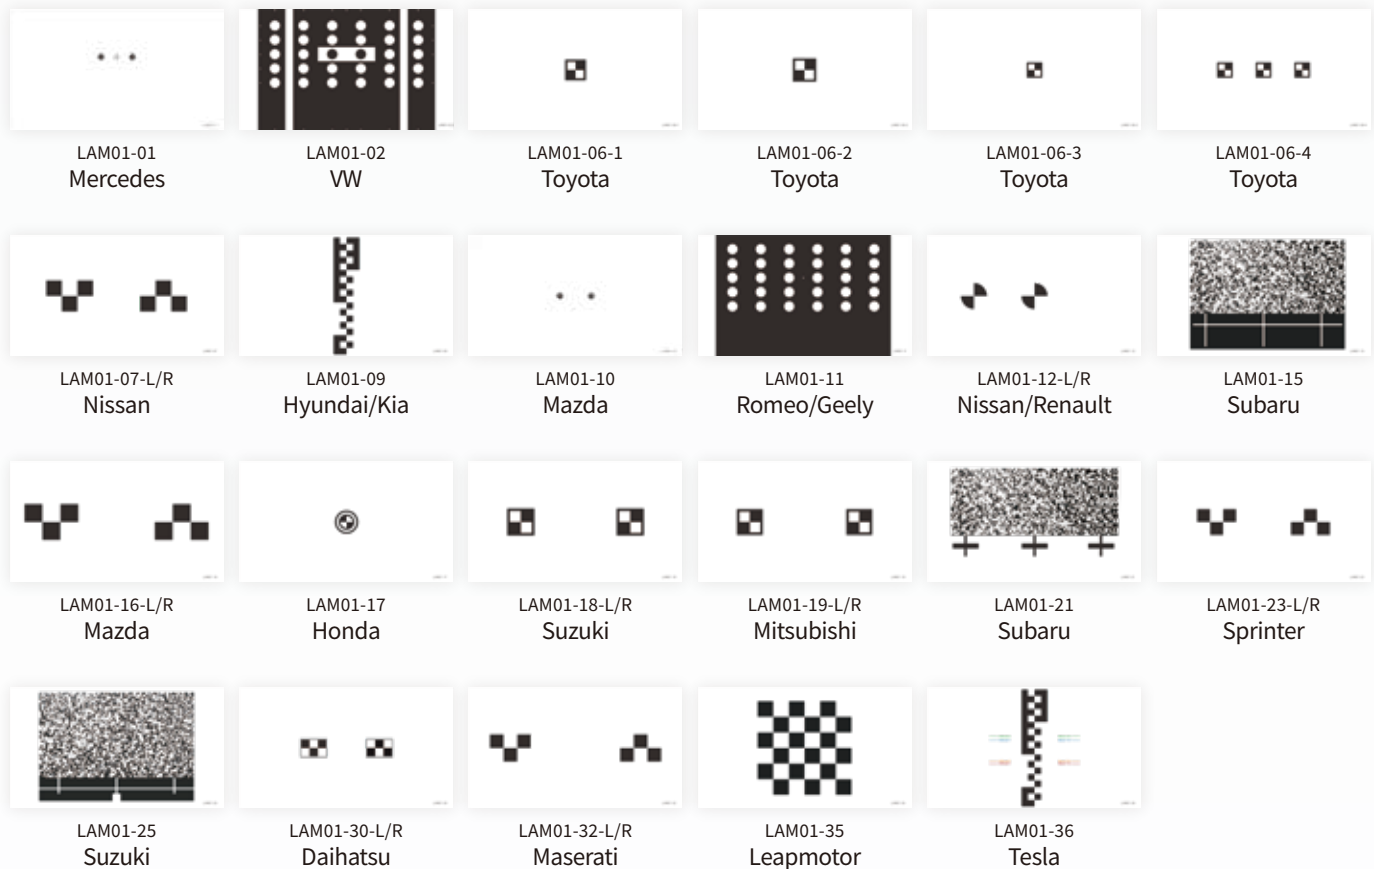 LAM01-01
Mercedes
LAM01-02
VW
LAM01-06-1
Toyota
LAM01-06-2
Toyota
LAM01-06-3
Toyota
LAM01-06-4
Toyota
LAM01-07-L/R
Nissan
LAM01-09
Hyundai/Kia
LAM01-10
Mazda
LAM01-11
Romeo/Geely
LAM01-12-L/R
Nissan/Renault
LAM01-15
Subaru
LAM01-16-L/R
Mazda
LAM01-17
Honda
LAM01-18-L/R
Suzuki
LAM01-19-L/R
Mitsubishi
LAM01-21
Subaru
LAM01-23-L/R
Sprinter
LAM01-25
Suzuki
LAM01-30-L/R
Daihatsu
LAM01-32-L/R
Maserati
LAM01-35
Leapmotor
LAM01-36
Tesla